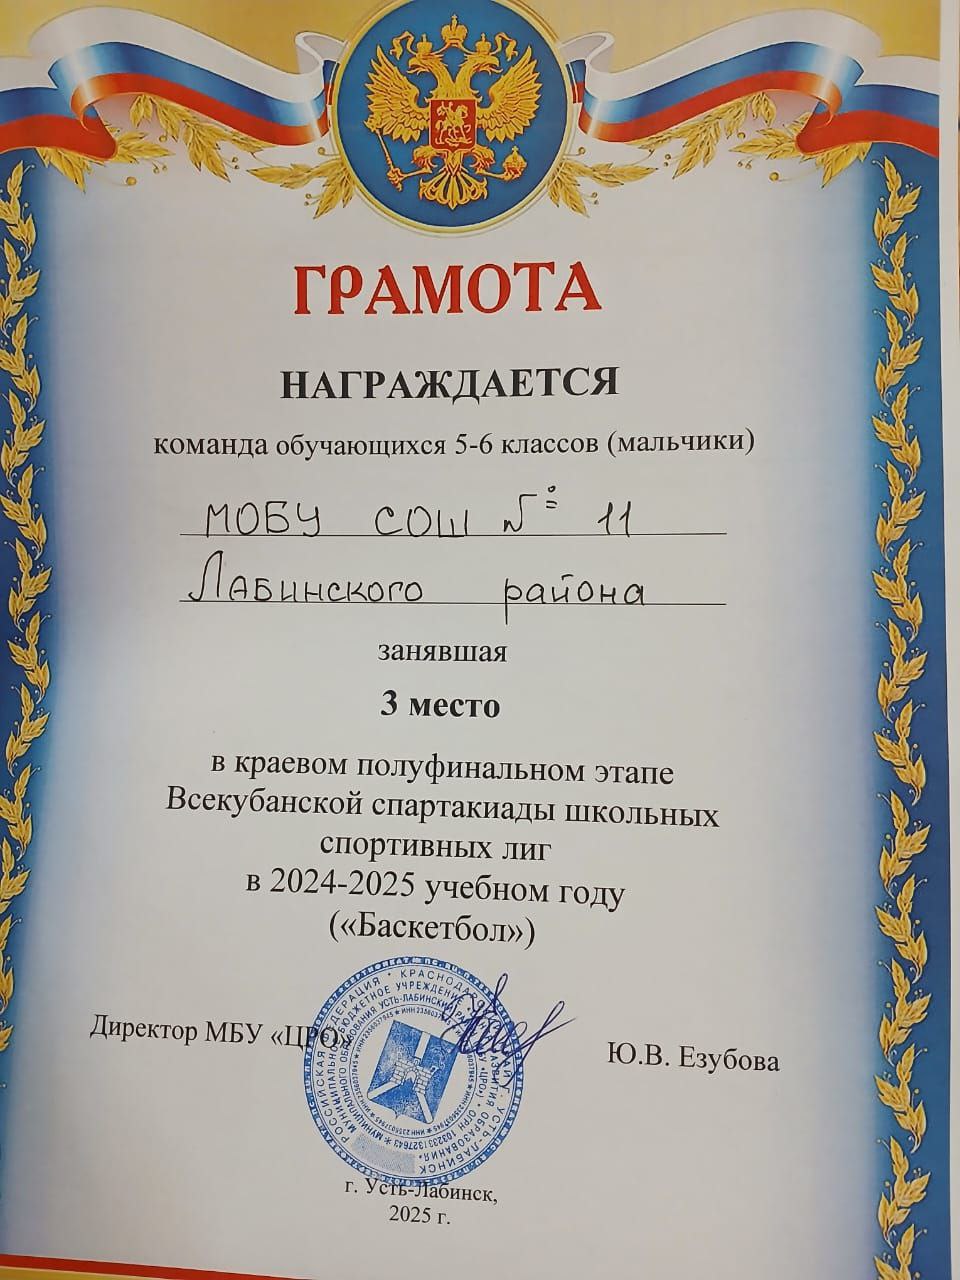 ГРАМОТА
НАГРАЖДАЕТСЯ
команда обучающихся 5-6 классов (мальчики)
МОБУ СОШ № 11
Лабинского района
занявшая
3 место
в краевом полуфинальном этапе
Всекубанской спартакиады школьных
спортивных лиг
в 2024-2025 учебном году
(«Баскетбол»)
Директор МБУ «ЦРО»
Ю.В. Езубова
г. Усть-Лабинск,
2025 г.